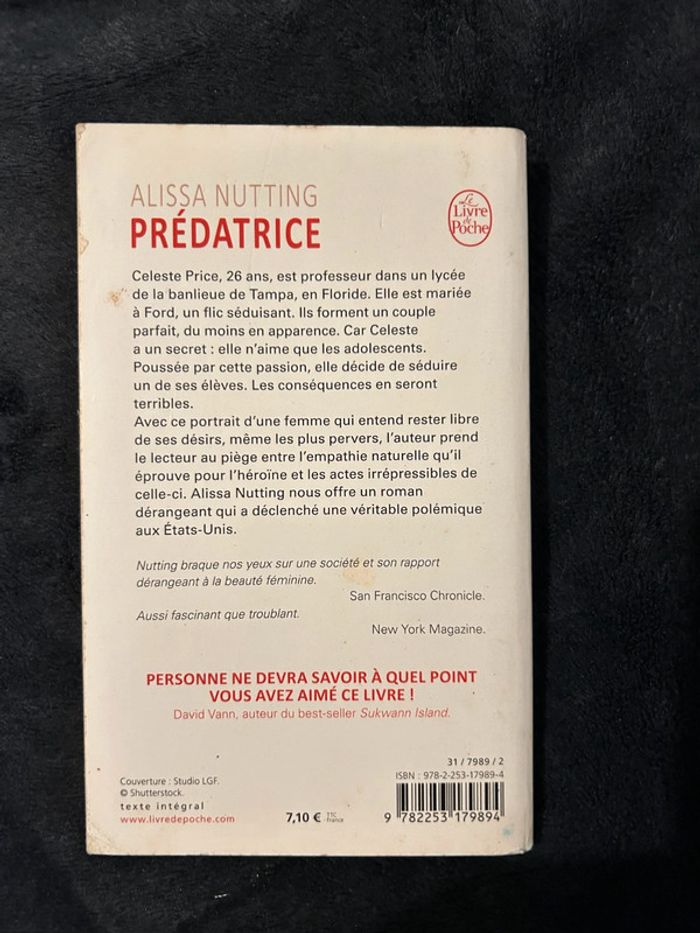 ALISSA NUTTING
PRÉDATRICE
Le
Livre
de
Poche
Celeste Price, 26 ans, est professeur dans un lycée
de la banlieue de Tampa, en Floride. Elle est mariée
à Ford, un flic séduisant. Ils forment un couple
parfait, du moins en apparence. Car Celeste
a un secret : elle n'aime que les adolescents.
Poussée par cette passion, elle décide de séduire
un de ses élèves. Les conséquences en seront
terribles.
Avec ce portrait d'une femme qui entend rester libre
de ses désirs, même les plus pervers, l'auteur prend
le lecteur au piège entre l'empathie naturelle qu'il
éprouve pour l'héroïne et les actes irrépressibles de
celle-ci. Alissa Nutting nous offre un roman
dérangeant qui a déclenché une véritable polémique
aux États-Unis.
Nutting braque nos yeux sur une société et son rapport
dérangeant à la beauté féminine.
San Francisco Chronicle.
Aussi fascinant que troublant.
New York Magazine.
PERSONNE NE DEVRA SAVOIR À QUEL POINT
VOUS AVEZ AIMÉ CE LIVRE !
David Vann, auteur du best-seller Sukwann Island.
31 / 7989 / 2
ISBN : 978-2-253-17989-4
Couverture : Studio LGF.
© Shutterstock.
texte intégral
www.livredepoche.com
7,10 € TTC
France
9 782253 179894